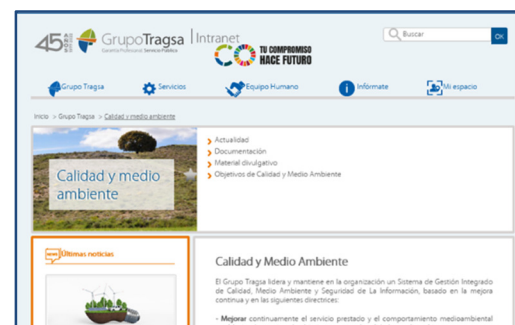 45 AÑOS
GrupoTragsa
Intranet
TU COMPROMISO
HACE FUTURO
Buscar
OK
Grupo Tragsa
Servicios
Equipo Humano
Infórmate
Mi espacio
Inicio > Grupo Tragsa > Calidad y medio ambiente
Calidad y medio
ambiente
Actualidad
Documentación
Material divulgativo
Objetivos de Calidad y Medio Ambiente
Últimas noticias
Calidad y Medio Ambiente
El Grupo Tragsa lidera y mantiene en la organización un Sistema de Gestión Integrado
de Calidad, Medio Ambiente y Seguridad de La Información, basado en la mejora
continua y en las siguientes directrices:
- Mejorar continuamente el servicio prestado y el comportamiento medioambiental